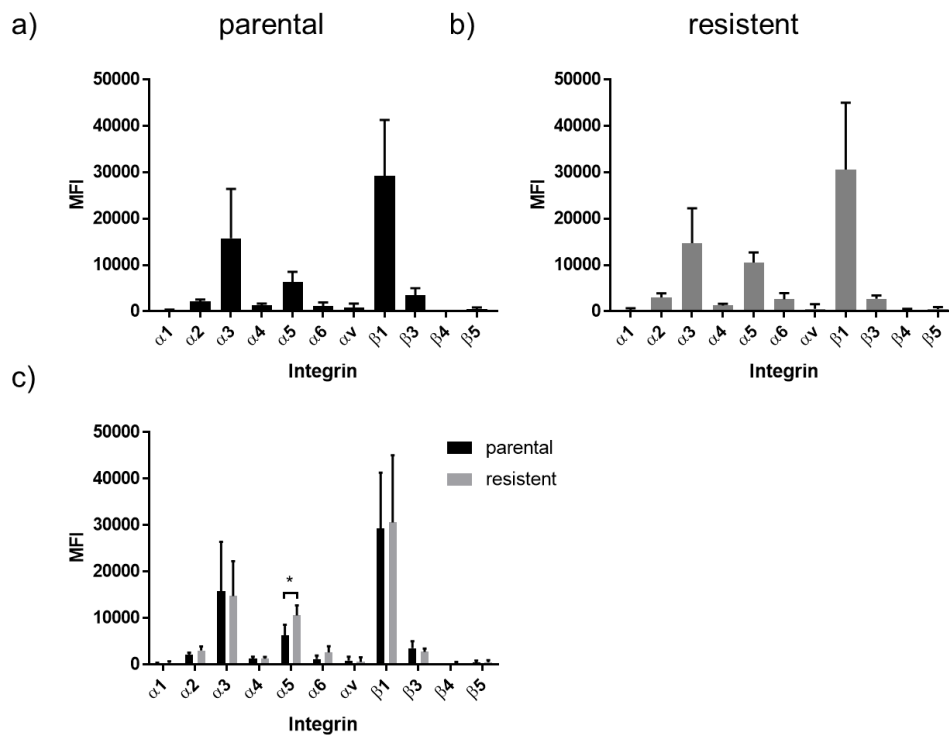 a)
parental
b)
resistent
50000
40000
30000
20000
10000
0
MFI
α1
α2
α3
α4
α5
α6
αv
β1
β3
β4
β5
Integrin
50000
40000
30000
20000
10000
0
MFI
α1
α2
α3
α4
α5
α6
αv
β1
β3
β4
β5
Integrin
c)
50000
40000
30000
20000
10000
0
MFI
*
parental
resistent
α1
α2
α3
α4
α5
α6
αv
β1
β3
β4
β5
Integrin